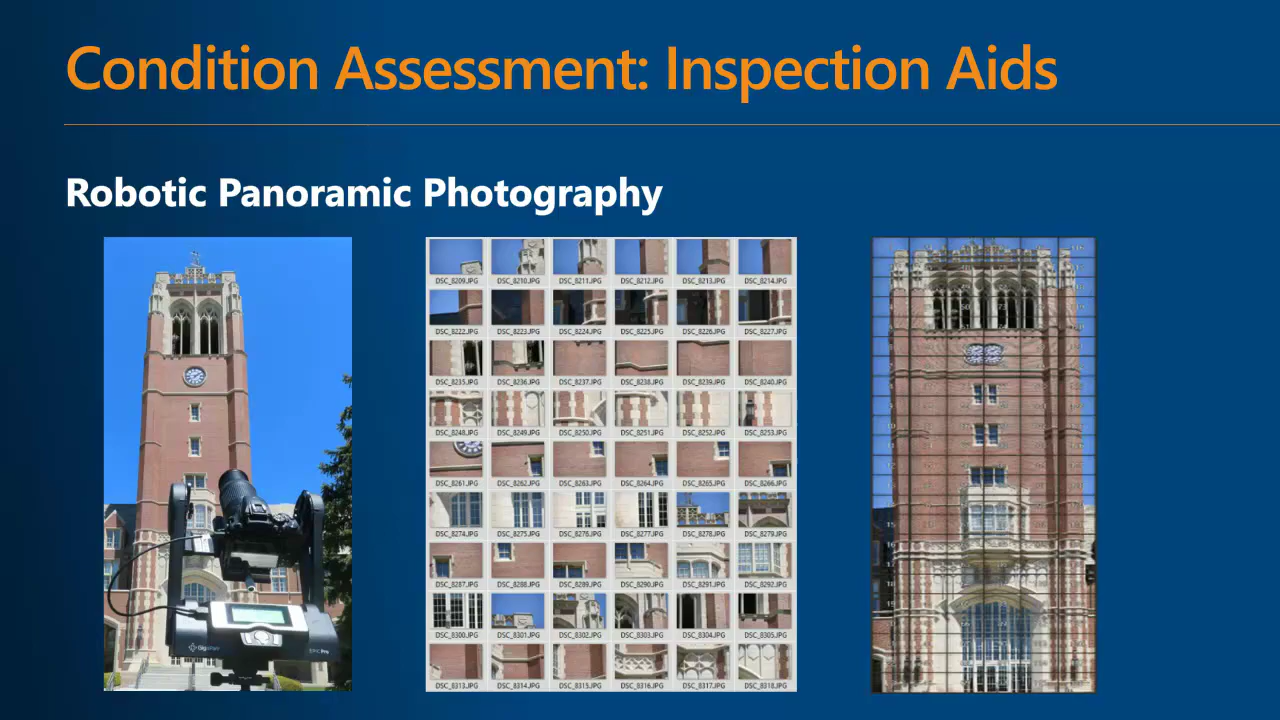 Condition Assessment: Inspection Aids
Robotic Panoramic Photography
DSC_8209.JPG DSC_8210.JPG DSC_8211.JPG DSC_8212.JPG DSC_8213.JPG DSC_8214.JPG
DSC_8222.JPG DSC_8223.JPG DSC_8224.JPG DSC_8225.JPG DSC_8226.JPG DSC_8227.JPG
DSC_8235.JPG DSC_8236.JPG DSC_8237.JPG DSC_8238.JPG DSC_8239.JPG DSC_8240.JPG
DSC_8248.JPG DSC_8249.JPG DSC_8250.JPG DSC_8251.JPG DSC_8252.JPG DSC_8253.JPG
DSC_8261.JPG DSC_8262.JPG DSC_8263.JPG DSC_8264.JPG DSC_8265.JPG DSC_8266.JPG
DSC_8274.JPG DSC_8275.JPG DSC_8276.JPG DSC_8277.JPG DSC_8278.JPG DSC_8279.JPG
DSC_8287.JPG DSC_8288.JPG DSC_8289.JPG DSC_8290.JPG DSC_8291.JPG DSC_8292.JPG
DSC_8300.JPG DSC_8301.JPG DSC_8302.JPG DSC_8303.JPG DSC_8304.JPG DSC_8305.JPG
DSC_8313.JPG DSC_8314.JPG DSC_8315.JPG DSC_8316.JPG DSC_8317.JPG DSC_8318.JPG